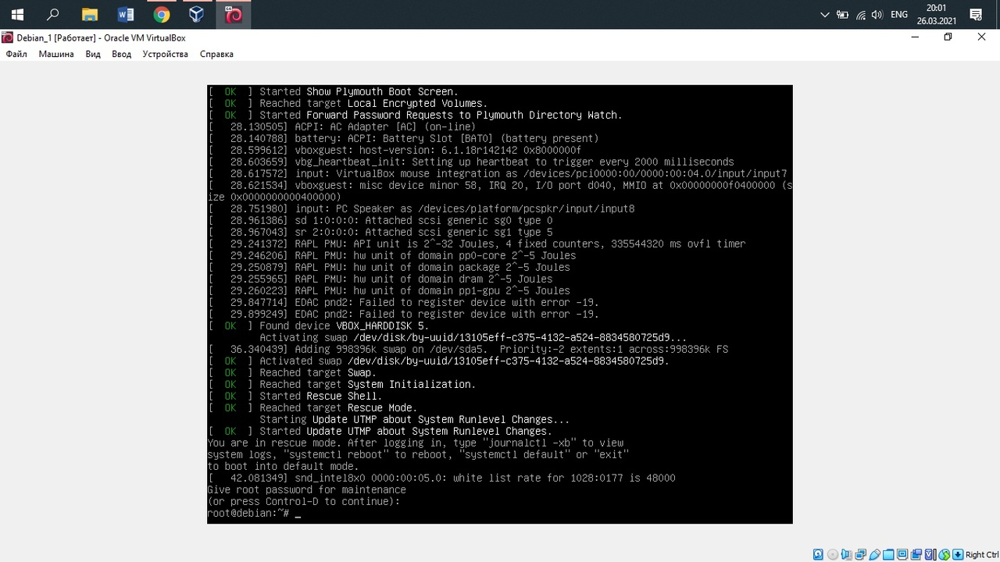 20:01
ENG
26.03.2021
Debian_1 [Работает] - Oracle VM VirtualBox
Файл Машина Вид Ввод Устройства Справка
[  OK  ] Started Show Plymouth Boot Screen.
[  OK  ] Reached target Local Encrypted Volumes.
[  OK  ] Started Forward Password Requests to Plymouth Directory Watch.
[   28.130505] ACPI: AC Adapter [AC] (on-line)
[   28.140788] battery: ACPI: Battery Slot [BAT0] (battery present)
[   28.599612] vboxguest: host-version: 6.1.18r142142 0x8000000f
[   28.603659] vbg_heartbeat_init: Setting up heartbeat to trigger every 2000 milliseconds
[   28.617572] input: VirtualBox mouse integration as /devices/pci0000:00/0000:00:04.0/input/input7
[   28.621534] vboxguest: misc device minor 58, IRQ 20, I/O port d040, MMIO at 0x00000000f0400000 (s
ize 0x0000000000400000)
[   28.751980] input: PC Speaker as /devices/platform/pcspkr/input/input8
[   28.961386] sd 1:0:0:0: Attached scsi generic sg0 type 0
[   28.967043] sr 2:0:0:0: Attached scsi generic sg1 type 5
[   29.241372] RAPL PMU: API unit is 2^-32 Joules, 4 fixed counters, 335544320 ms ovfl timer
[   29.246206] RAPL PMU: hw unit of domain pp0-core 2^-5 Joules
[   29.250879] RAPL PMU: hw unit of domain package 2^-5 Joules
[   29.255965] RAPL PMU: hw unit of domain dram 2^-5 Joules
[   29.260223] RAPL PMU: hw unit of domain pp1-gpu 2^-5 Joules
[   29.847714] EDAC pnd2: Failed to register device with error -19.
[   29.899249] EDAC pnd2: Failed to register device with error -19.
[  OK  ] Found device VBOX_HARDDISK 5.
Activating swap /dev/disk/by-uuid/13105eff-c375-4132-a524-8834580725d9...
[   36.340439] Adding 998396k swap on /dev/sda5.  Priority:-2 extents:1 across:998396k FS
[  OK  ] Activated swap /dev/disk/by-uuid/13105eff-c375-4132-a524-8834580725d9.
[  OK  ] Reached target Swap.
[  OK  ] Reached target System Initialization.
[  OK  ] Started Rescue Shell.
[  OK  ] Reached target Rescue Mode.
Starting Update UTMP about System Runlevel Changes...
[  OK  ] Started Update UTMP about System Runlevel Changes.
You are in rescue mode. After logging in, type "journalctl -xb" to view
system logs, "systemctl reboot" to reboot, "systemctl default" or "exit"
to boot into default mode.
[   42.081349] snd_intel8x0 0000:00:05.0: white list rate for 1028:0177 is 48000
Give root password for maintenance
(or press Control-D to continue):
root@debian:~# _
Right Ctrl